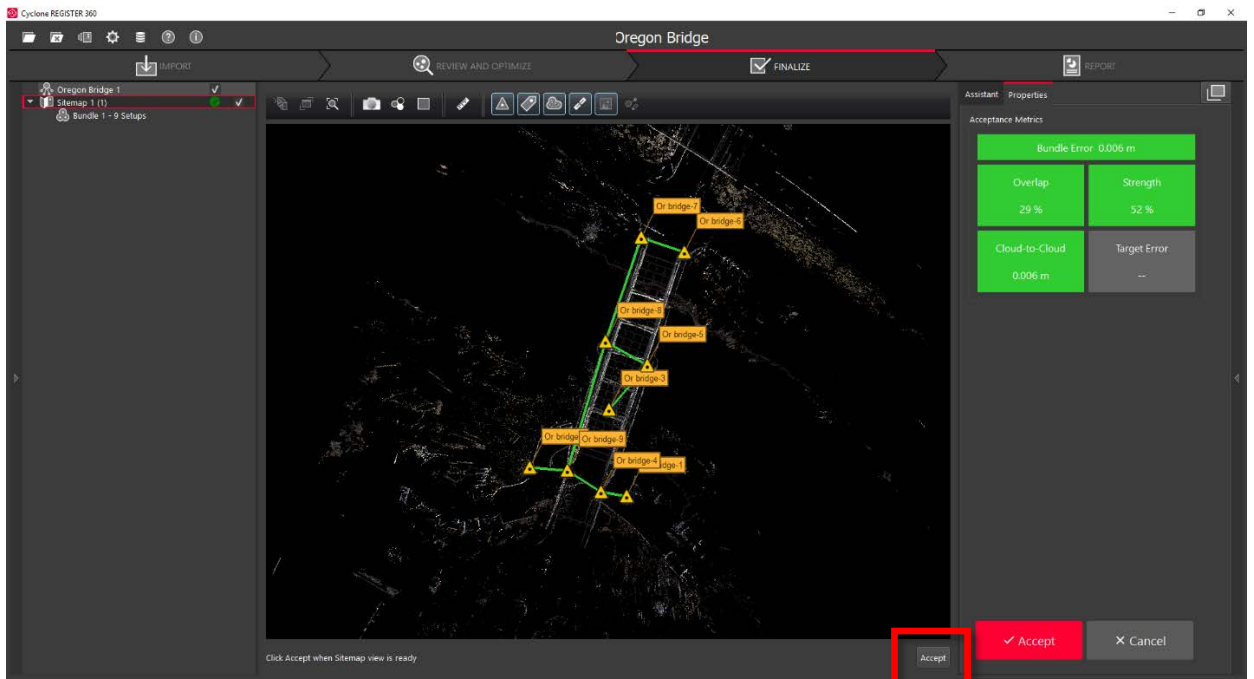 Cyclone REGISTER 360
Oregon Bridge
IMPORT
REVIEW AND OPTIMIZE
FINALIZE
REPORT
Oregon Bridge 1
Sitemap 1 (1)
Bundle 1 - 9 Setups
Assistant
Properties
Acceptance Metrics
Bundle Error 0.006 m
Overlap
29 %
Strength
52 %
Cloud-to-Cloud
0.006 m
Target Error
--
Or bridge-7
Or bridge-6
Or bridge-8
Or bridge-5
Or bridge-3
Or bridge
Or bridge-9
Or bridge-4
idge-1
Click Accept when Sitemap view is ready
Accept
Accept
Cancel